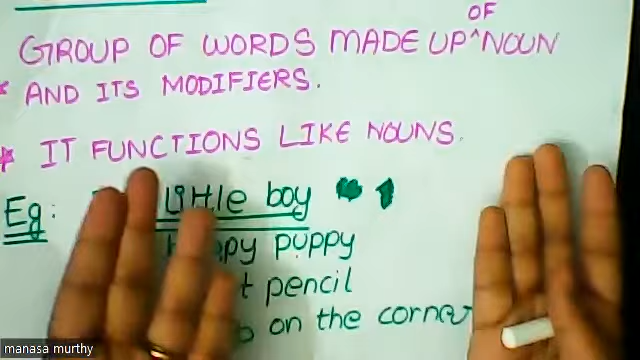 GROUP OF WORDS MADE UP ^OF NOUN
* AND ITS MODIFIERS.
* IT FUNCTIONS LIKE NOUNS.
Eg: Little boy
puppy
pencil
on the corner
manasa murthy